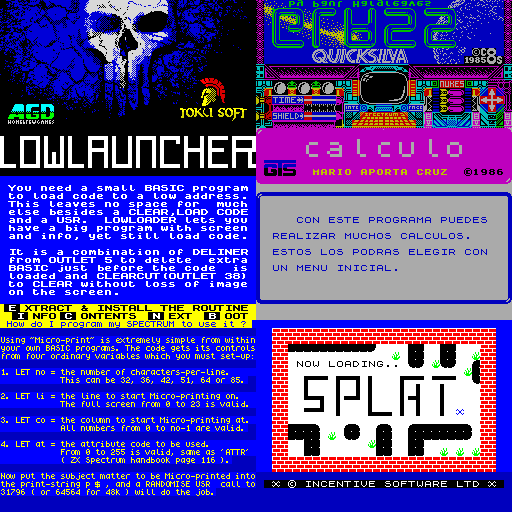 AGD
HOMEBREWGAMES
TOKU SOFT
LOWLAUNCHER
You need a small BASIC program
to load code to a low address.
This leaves no space for  much
else besides a CLEAR,LOAD CODE
and a USR.  LOWLOADER lets you
have a big program with screen
and info, yet still load code.
It is a combination of DELINER
from OUTLET 5 to delete extra
BASIC just before the code  is
loaded and CLEARCUT(OUTLET 38)
to CLEAR without loss of image
on the screen.
EXTRACT & INSTALL THE ROUTINE
INFO CONTENTS NEXT BOOT
How do I program my SPECTRUM to use it ?
Using "Micro-print" is extremely simple from within
your own BASIC programs. The code gets its controls
from four ordinary variables which you must set-up:
1. LET no = the number of characters-per-line.
This can be 32, 36, 42, 51, 64 or 85.
2. LET li = the line to start Micro-printing on.
The full screen from 0 to 23 is valid.
3. LET co = the column to start Micro-printing at.
All numbers from 0 to no-1 are valid.
4. LET at = the attribute code to be used.
From 0 to 255 is valid, same as 'ATTR'
( ZX Spectrum handbook page 116 ).
Now put the subject matter to be Micro-printed into
the print-string p$ , and a RANDOMISE USR  call to
31796 ( or 64564 for 48K ) will do the job.
QUICKSILVA
1985
NUKES
TIME
SHIELD
SPECTRUM
calculo
GTS
MARIO APORTA CRUZ
©1986
CON ESTE PROGRAMA PUEDES
REALIZAR MUCHOS CALCULOS.
ESTOS LOS PODRAS ELEGIR CON
UN MENU INICIAL.
NOW LOADING..
SPLAT
× © INCENTIVE SOFTWARE LTD ×